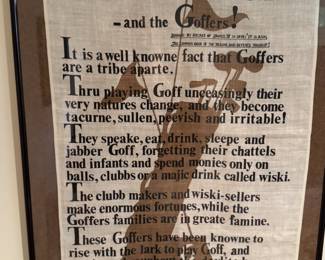 – and the Goffers!
It is a well knowne fact that Goffers
are a tribe aparte.
Thru playing Goff unceasingly their
very natures change, and they become
tacurne, sullen, peevish and irritable!
They speake, eat, drink, sleepe and
jabber Goff, forgetting their chattels
and infants and spend monies only on
balls, clubbs or a majic drink called wiski.
The clubb makers and wiski-sellers
make enormous fortunes, while the
Goffers families are in greate famine.
These Goffers have been knowne to
rise with the lark to play Goff, and